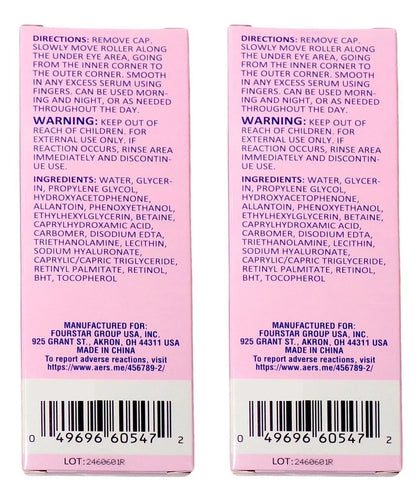 DIRECTIONS: REMOVE CAP.
SLOWLY MOVE ROLLER ALONG
THE UNDER EYE AREA, GOING
FROM THE INNER CORNER TO
THE OUTER CORNER. SMOOTH
IN ANY EXCESS SERUM USING
FINGERS. CAN BE USED MORN-
ING AND NIGHT, OR AS NEEDED
THROUGHOUT THE DAY.
WARNING: KEEP OUT OF
REACH OF CHILDREN. FOR
EXTERNAL USE ONLY. IF
REACTION OCCURS, RINSE AREA
IMMEDIATELY AND DISCONTIN-
UE USE.
INGREDIENTS: WATER, GLYCER-
IN, PROPYLENE GLYCOL,
HYDROXYACETOPHENONE,
ALLANTOIN, PHENOXYETHANOL,
ETHYLHEXYLGLYCERIN, BETAINE,
CAPRYLHYDROXAMIC ACID,
CARBOMER, DISODIUM EDTA,
TRIETHANOLAMINE, LECITHIN,
SODIUM HYALURONATE,
CAPRYLIC/CAPRIC TRIGLYCERIDE,
RETINYL PALMITATE, RETINOL,
BHT, TOCOPHEROL
MANUFACTURED FOR:
FOURSTAR GROUP USA, INC.
925 GRANT ST., AKRON, OH 44311 USA
MADE IN CHINA
To report adverse reactions, visit
https://www.aers.me/456789-2/
0 49696 60547 2
LOT: 2460601R
DIRECTIONS: REMOVE CAP.
SLOWLY MOVE ROLLER ALONG
THE UNDER EYE AREA, GOING
FROM THE INNER CORNER TO
THE OUTER CORNER. SMOOTH
IN ANY EXCESS SERUM USING
FINGERS. CAN BE USED MORN-
ING AND NIGHT, OR AS NEEDED
THROUGHOUT THE DAY.
WARNING: KEEP OUT OF
REACH OF CHILDREN. FOR
EXTERNAL USE ONLY. IF
REACTION OCCURS, RINSE AREA
IMMEDIATELY AND DISCONTIN-
UE USE.
INGREDIENTS: WATER, GLYCER-
IN, PROPYLENE GLYCOL,
HYDROXYACETOPHENONE,
ALLANTOIN, PHENOXYETHANOL,
ETHYLHEXYLGLYCERIN, BETAINE,
CAPRYLHYDROXAMIC ACID,
CARBOMER, DISODIUM EDTA,
TRIETHANOLAMINE, LECITHIN,
SODIUM HYALURONATE,
CAPRYLIC/CAPRIC TRIGLYCERIDE,
RETINYL PALMITATE, RETINOL,
BHT, TOCOPHEROL
MANUFACTURED FOR:
FOURSTAR GROUP USA, INC.
925 GRANT ST., AKRON, OH 44311 USA
MADE IN CHINA
To report adverse reactions, visit
https://www.aers.me/456789-2/
0 49696 60547 2
LOT: 2460601R